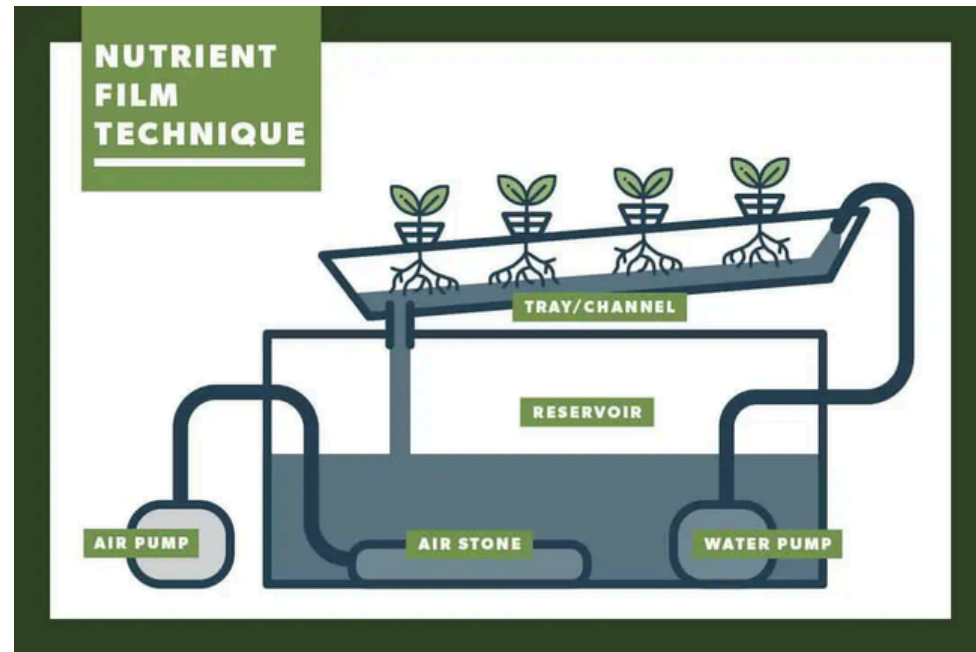 NUTRIENT
FILM
TECHNIQUE
TRAY/CHANNEL
RESERVOIR
AIR PUMP
AIR STONE
WATER PUMP